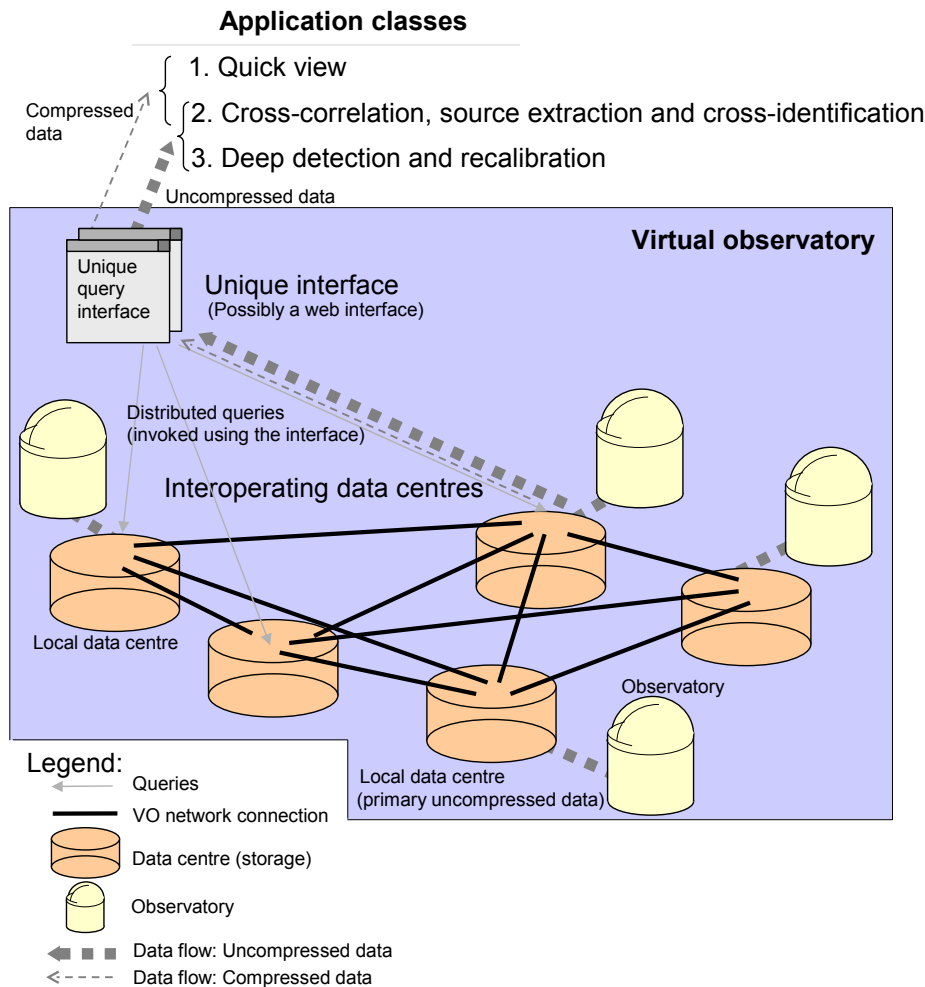 Application classes
1. Quick view
Compressed
data
2. Cross-correlation, source extraction and cross-identification
3. Deep detection and recalibration
Uncompressed data
Virtual observatory
Unique
query
interface
Unique interface
(Possibly a web interface)
Distributed queries
(invoked using the interface)
Interoperating data centres
Local data centre
Observatory
Local data centre
(primary uncompressed data)
Legend:
Queries
VO network connection
Data centre (storage)
Observatory
Data flow: Uncompressed data
Data flow: Compressed data